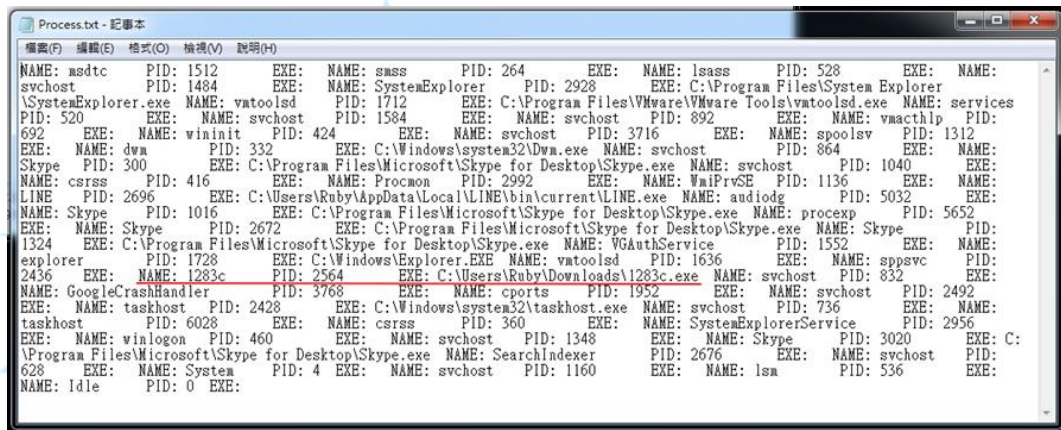 Process.txt - 記事本
檔案(F) 編輯(E) 格式(O) 檢視(V) 說明(H)
NAME: msdtc PID: 1512 EXE: NAME: smss PID: 264 EXE: NAME: lsass PID: 528 EXE: NAME:
svchost PID: 1484 EXE: NAME: SystemExplorer PID: 2928 EXE: C:\Program Files\System Explorer
\SystemExplorer.exe NAME: vmtoolsd PID: 1712 EXE: C:\Program Files\VMware\VMware Tools\vmtoolsd.exe NAME: services
PID: 520 EXE: NAME: svchost PID: 1584 EXE: NAME: svchost PID: 892 EXE: NAME: vmacthlp PID:
692 EXE: NAME: wininit PID: 424 EXE: NAME: svchost PID: 3716 EXE: NAME: spoolsv PID: 1312
EXE: NAME: dwm PID: 332 EXE: C:\Windows\system32\Dwm.exe NAME: svchost PID: 864 EXE: NAME:
Skype PID: 300 EXE: C:\Program Files\Microsoft\Skype for Desktop\Skype.exe NAME: svchost PID: 1040 EXE:
NAME: csrss PID: 416 EXE: NAME: Procmon PID: 2992 EXE: NAME: WmiPrvSE PID: 1136 EXE: NAME:
LINE PID: 2696 EXE: C:\Users\Ruby\AppData\Local\LINE\bin\current\LINE.exe NAME: audiodg PID: 5032 EXE:
NAME: Skype PID: 1016 EXE: C:\Program Files\Microsoft\Skype for Desktop\Skype.exe NAME: procexp PID: 5652
EXE: NAME: Skype PID: 2672 EXE: C:\Program Files\Microsoft\Skype for Desktop\Skype.exe NAME: Skype PID:
1324 EXE: C:\Program Files\Microsoft\Skype for Desktop\Skype.exe NAME: VGAuthService PID: 1552 EXE: NAME:
explorer PID: 1728 EXE: C:\Windows\Explorer.EXE NAME: vmtoolsd PID: 1636 EXE: NAME: sppsvc PID:
2436 EXE: NAME: 1283c PID: 2564 EXE: C:\Users\Ruby\Downloads\1283c.exe NAME: svchost PID: 832 EXE:
NAME: GoogleCrashHandler PID: 3768 EXE: NAME: cports PID: 1952 EXE: NAME: svchost PID: 2492
EXE: NAME: taskhost PID: 2428 EXE: C:\Windows\system32\taskhost.exe NAME: svchost PID: 736 EXE: NAME:
taskhost PID: 6028 EXE: NAME: csrss PID: 360 EXE: NAME: SystemExplorerService PID: 2956
EXE: NAME: winlogon PID: 460 EXE: NAME: svchost PID: 1348 EXE: NAME: Skype PID: 3020 EXE: C:
\Program Files\Microsoft\Skype for Desktop\Skype.exe NAME: SearchIndexer PID: 2676 EXE: NAME: svchost PID:
628 EXE: NAME: System PID: 4 EXE: NAME: svchost PID: 1160 EXE: NAME: lsm PID: 536 EXE:
NAME: Idle PID: 0 EXE: